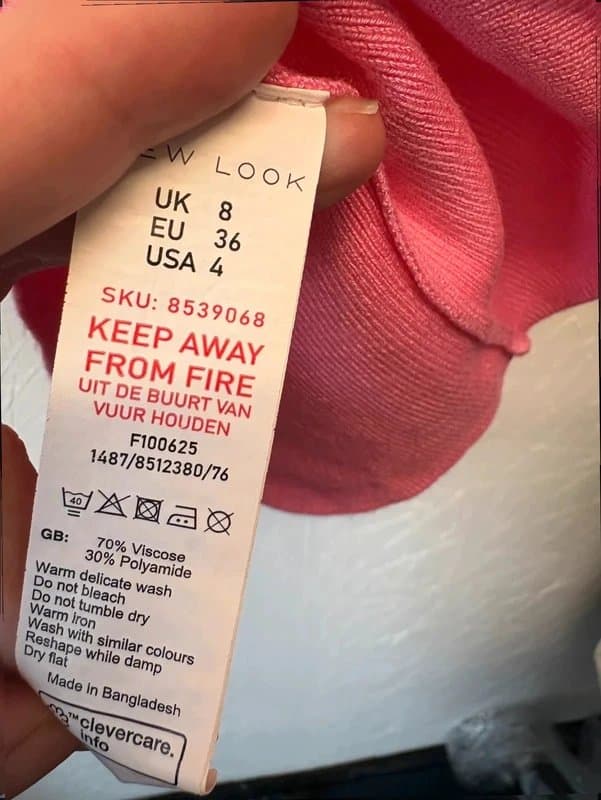 EW LOOK
UK 8
EU 36
USA 4
SKU: 8539068
KEEP AWAY
FROM FIRE
UIT DE BUURT VAN
VUUR HOUDEN
F100625
1487/8512380/76
40
GB: 70% Viscose
30% Polyamide
Warm delicate wash
Do not bleach
Do not tumble dry
Warm iron
Wash with similar colours
Reshape while damp
Dry flat
Made in Bangladesh
™clevercare.
info